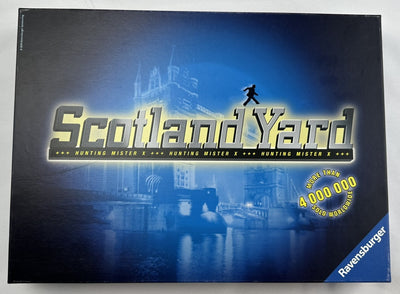 Scotland Yard
*** HUNTING MISTER X *** HUNTING MISTER X *** HUNTING MISTER X ***
MORE THAN
4 000 000
SOLD WORLDWIDE
Ravensburger